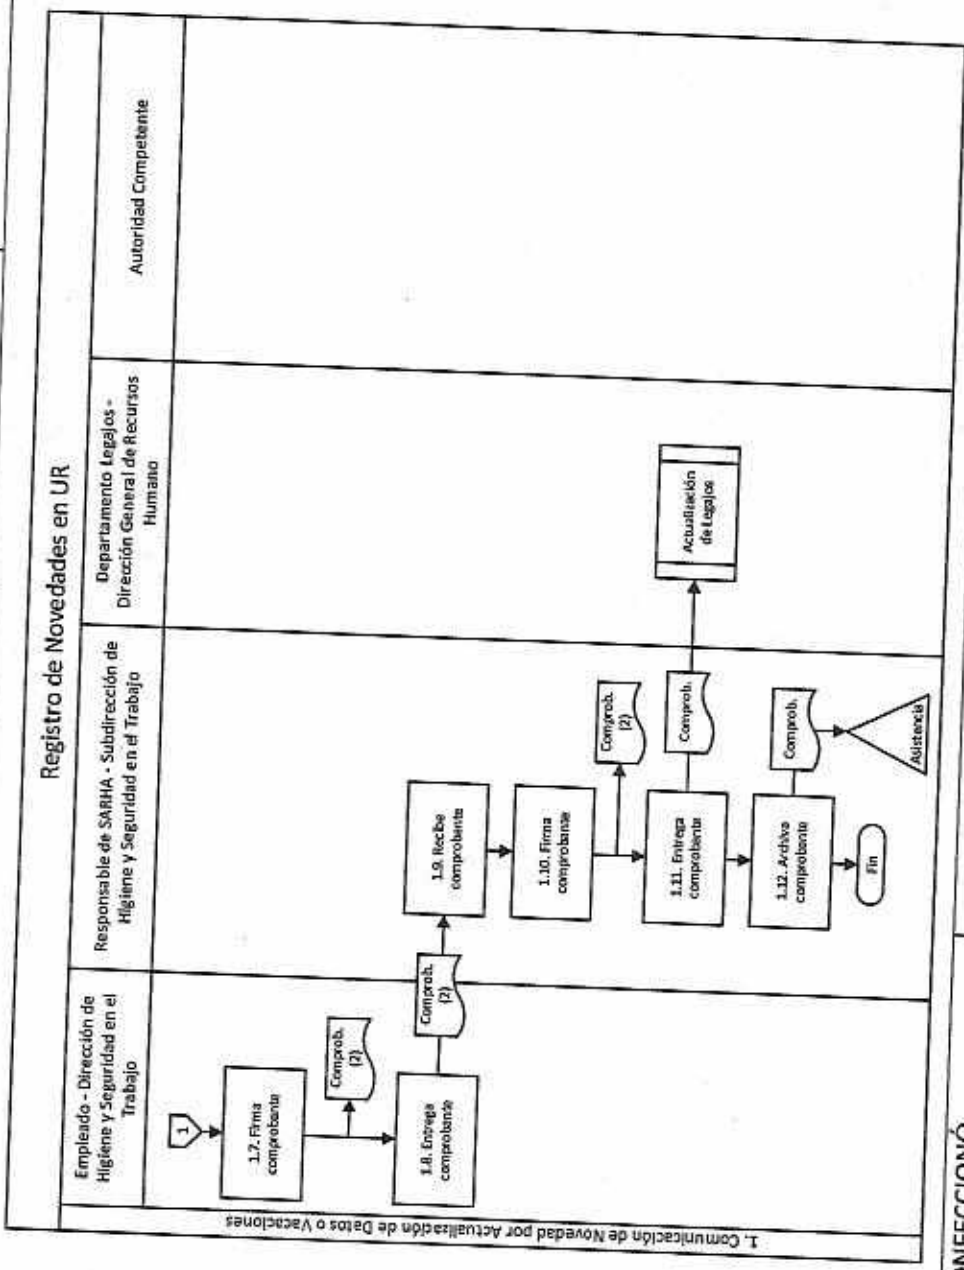 Registro de Novedades en UR
Empleado - Dirección de
Higiene y Seguridad en el
Trabajo
Responsable de SARHA - Subdirección de
Higiene y Seguridad en el Trabajo
Departamento Legajos -
Dirección General de Recursos
Humano
Autoridad Competente
1. Comunicación de Novedad por Actualización de Datos o Vacaciones
1
1.7. Firma
comprobante
Comprob.
(2)
1.8. Entrega
comprobante
Comprob.
(2)
1.9. Recibe
comprobante
1.10. Firma
comprobante
Comprob.
(2)
1.11. Entrega
comprobante
Comprob.
Actualización
de Legajos
1.12. Archiva
comprobante
Comprob.
Asistencia
Fin